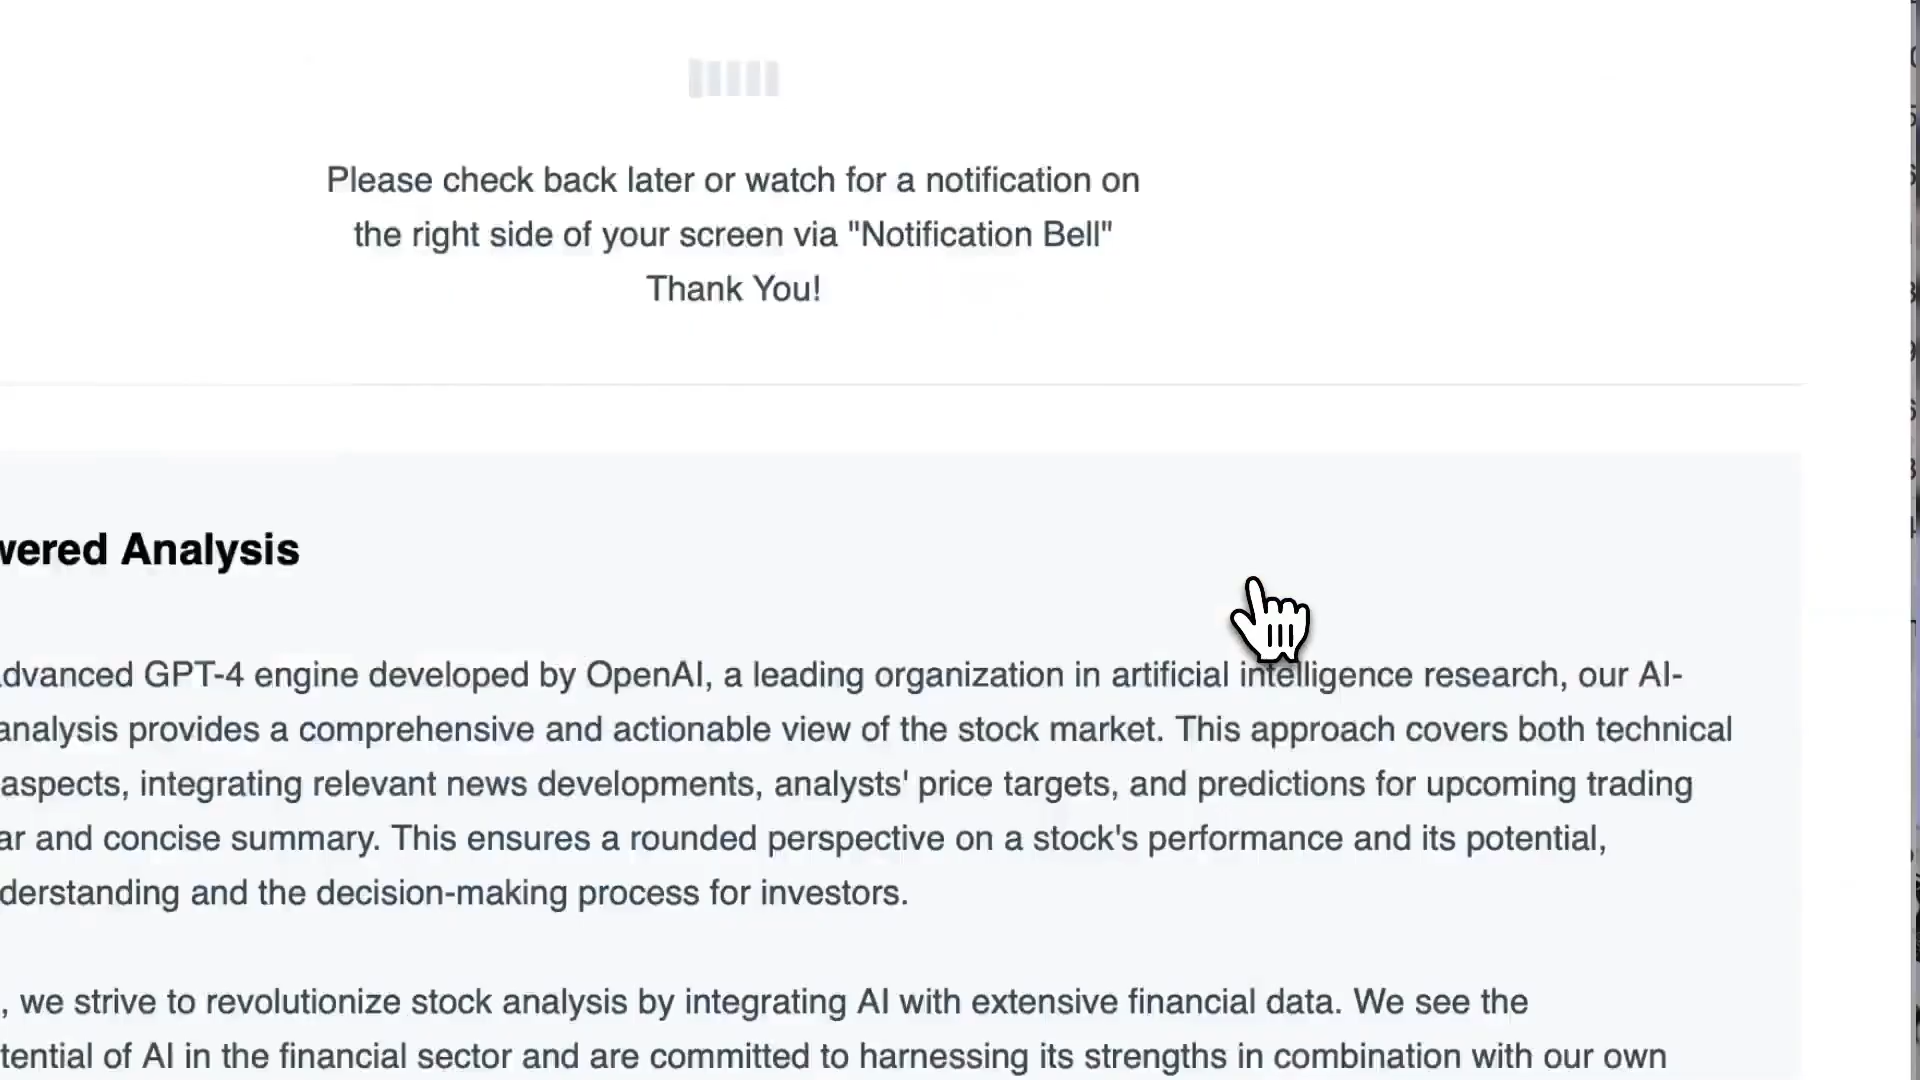 Please check back later or watch for a notification on
the right side of your screen via "Notification Bell"
Thank You!
wered Analysis
dvanced GPT-4 engine developed by OpenAI, a leading organization in artificial intelligence research, our AI-
analysis provides a comprehensive and actionable view of the stock market. This approach covers both technical
aspects, integrating relevant news developments, analysts' price targets, and predictions for upcoming trading
ar and concise summary. This ensures a rounded perspective on a stock's performance and its potential,
derstanding and the decision-making process for investors.
, we strive to revolutionize stock analysis by integrating AI with extensive financial data. We see the
tential of AI in the financial sector and are committed to harnessing its strengths in combination with our own